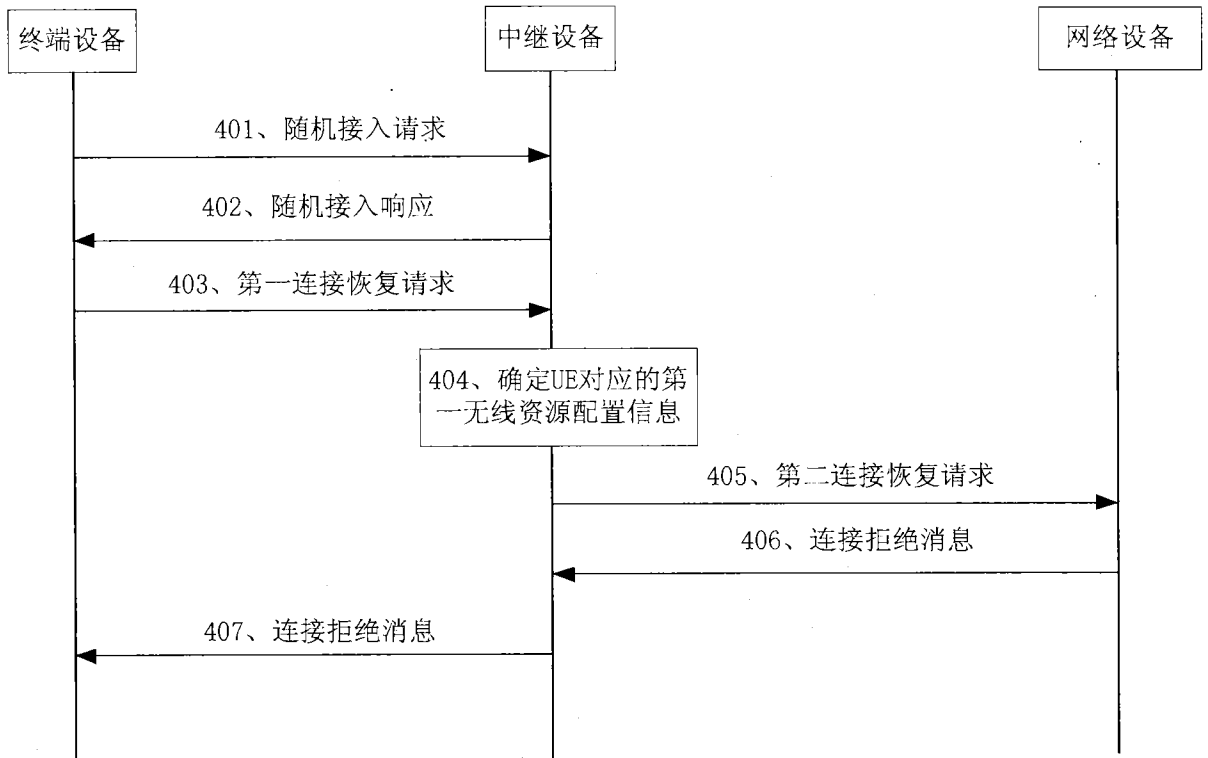 终端设备
中继设备
网络设备
401、随机接入请求
402、随机接入响应
403、第一连接恢复请求
404、确定UE对应的第
一无线资源配置信息
405、第二连接恢复请求
406、连接拒绝消息
407、连接拒绝消息